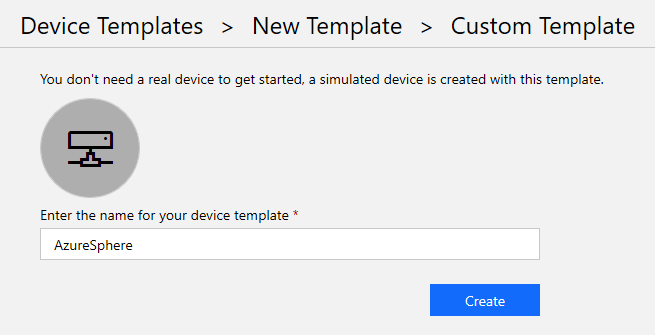 Device Templates > New Template > Custom Template
You don't need a real device to get started, a simulated device is created with this template.
Enter the name for your device template *
AzureSphere
Create